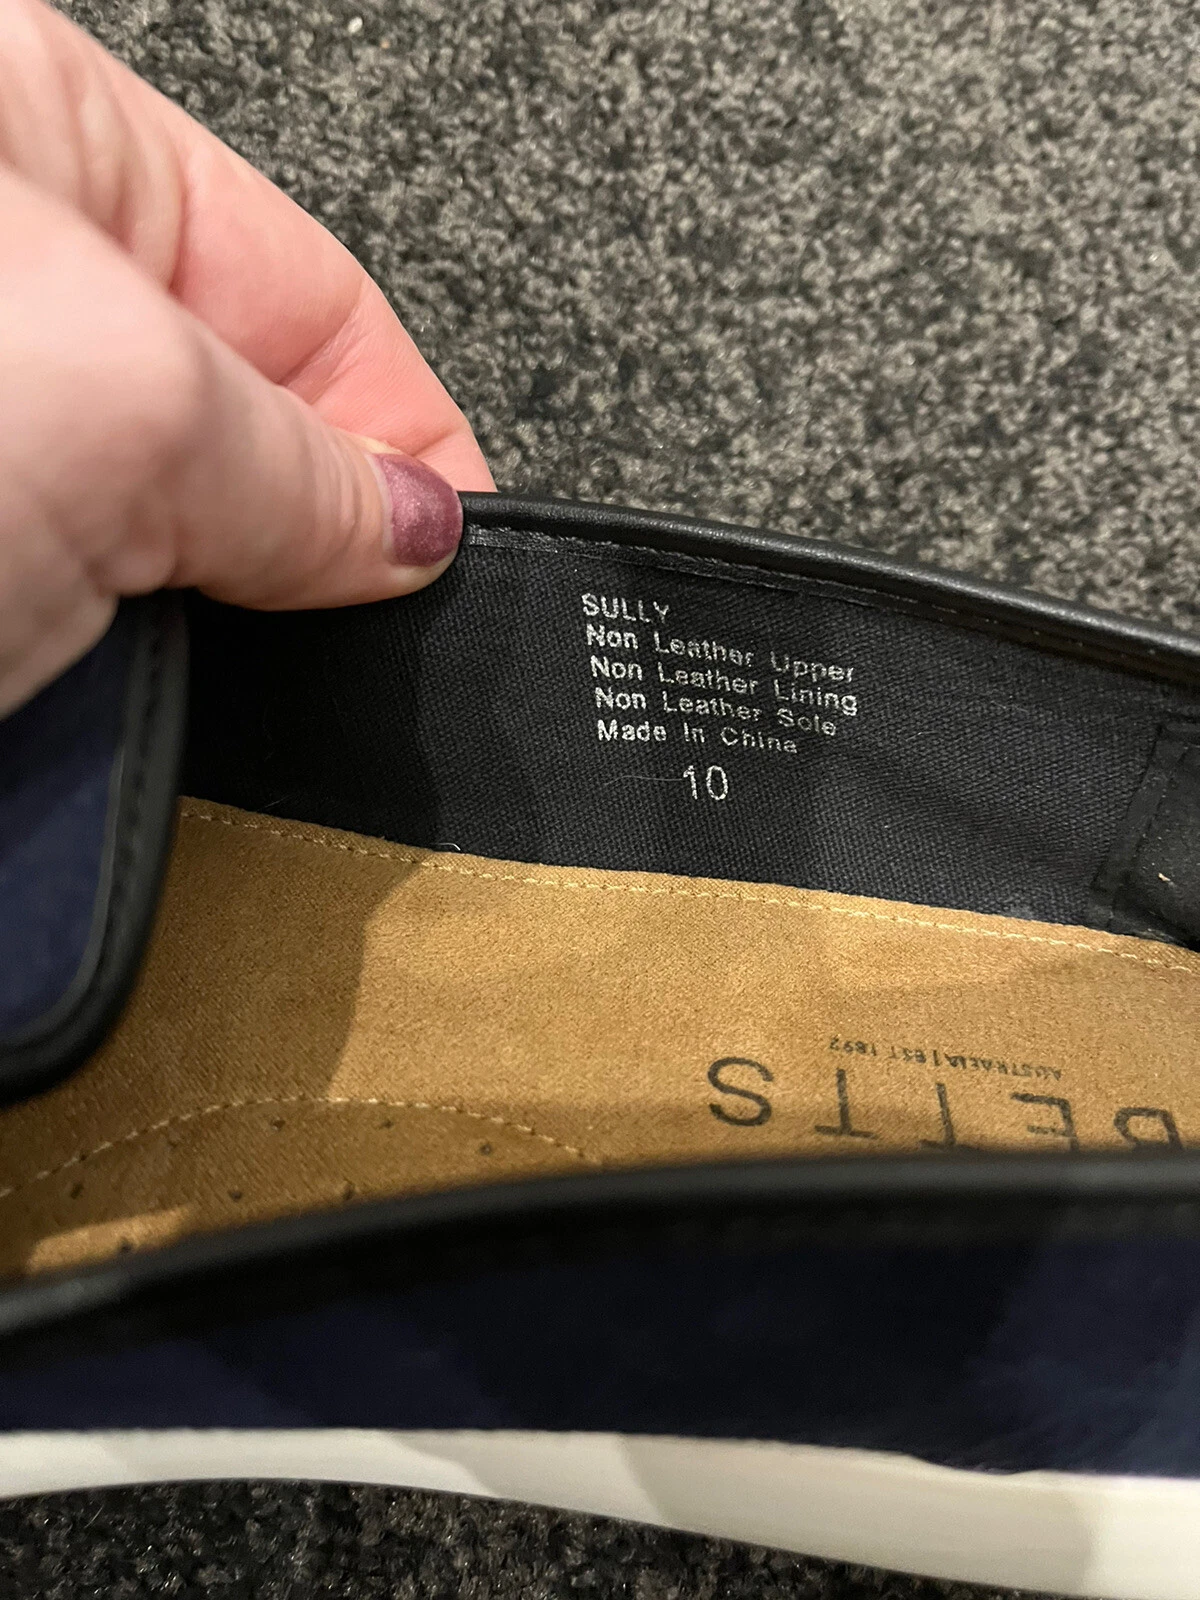 SULLY
Non Leather Upper
Non Leather Lining
Non Leather Sole
Made In China
10
BETTS
AUSTRALIA | EST 1892